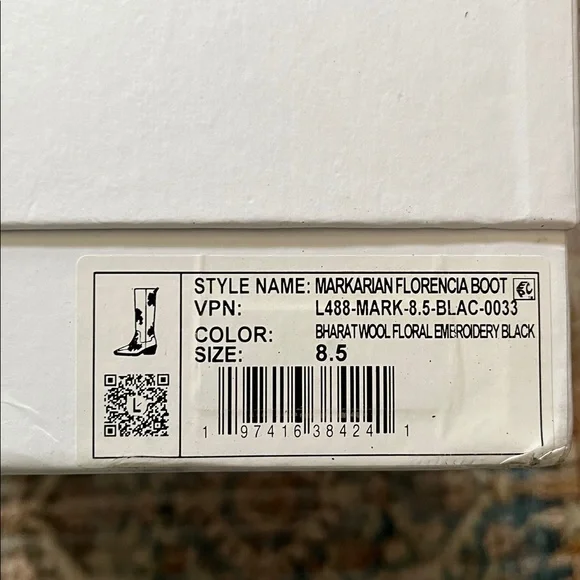 STYLE NAME: MARKARIAN FLORENCIA BOOT
VPN: L488-MARK-8.5-BLAC-0033
COLOR: BHARAT WOOL FLORAL EMBROIDERY BLACK
SIZE: 8.5
L
1 97416 38424 1